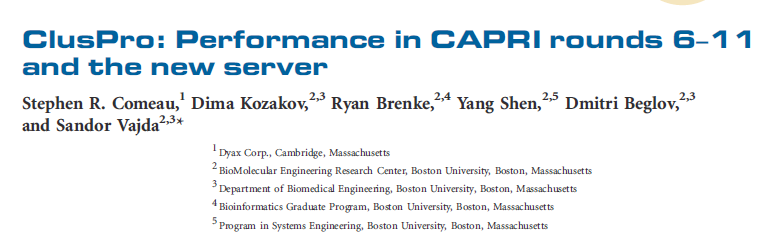 ClusPro: Performance in CAPRI rounds 6–11
and the new server
Stephen R. Comeau,1 Dima Kozakov,2,3 Ryan Brenke,2,4 Yang Shen,2,5 Dmitri Beglov,2,3
and Sandor Vajda2,3*
1 Dyax Corp., Cambridge, Massachusetts
2 BioMolecular Engineering Research Center, Boston University, Boston, Massachusetts
3 Department of Biomedical Engineering, Boston University, Boston, Massachusetts
4 Bioinformatics Graduate Program, Boston University, Boston, Massachusetts
5 Program in Systems Engineering, Boston University, Boston, Massachusetts